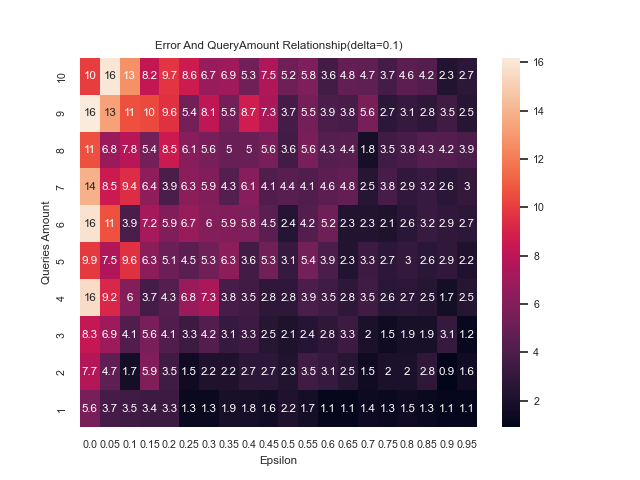 Error And QueryAmount Relationship(delta=0.1)
10 10 16 13 8.2 9.7 8.6 6.7 6.9 5.3 7.5 5.2 5.8 3.6 4.8 4.7 3.7 4.6 4.2 2.3 2.7
9 16 13 11 10 9.6 5.4 8.1 5.5 8.7 7.3 3.7 5.5 3.9 3.8 5.6 2.7 3.1 2.8 3.5 2.5
8 11 6.8 7.8 5.4 8.5 6.1 5.6 5 5 5.6 3.6 5.6 4.3 4.4 1.8 3.5 3.8 4.3 4.2 3.9
7 14 8.5 9.4 6.4 3.9 6.3 5.9 4.3 6.1 4.1 4.4 4.1 4.6 4.8 2.5 3.8 2.9 3.2 2.6 3
6 16 11 3.9 7.2 5.9 6.7 6 5.9 5.8 4.5 2.4 4.2 5.2 2.3 2.3 2.1 2.6 3.2 2.9 2.7
5 9.9 7.5 9.6 6.3 5.1 4.5 5.3 6.3 3.6 5.3 3.1 5.4 3.9 2.3 3.3 2.7 3 2.6 2.9 2.2
4 16 9.2 6 3.7 4.3 6.8 7.3 3.8 3.5 2.8 2.8 3.9 3.5 2.8 3.5 2.6 2.7 2.5 1.7 2.5
3 8.3 6.9 4.1 5.6 4.1 3.3 4.2 3.1 3.3 2.5 2.1 2.4 2.8 3.3 2 1.5 1.9 1.9 3.1 1.2
2 7.7 4.7 1.7 5.9 3.5 1.5 2.2 2.2 2.7 2.7 2.3 3.5 3.1 2.5 1.5 2 2 2.8 0.9 1.6
1 5.6 3.7 3.5 3.4 3.3 1.3 1.3 1.9 1.8 1.6 2.2 1.7 1.1 1.1 1.4 1.3 1.5 1.3 1.1 1.1
0.0 0.05 0.1 0.15 0.2 0.25 0.3 0.35 0.4 0.45 0.5 0.55 0.6 0.65 0.7 0.75 0.8 0.85 0.9 0.95
Epsilon
Queries Amount
16
14
12
10
8
6
4
2